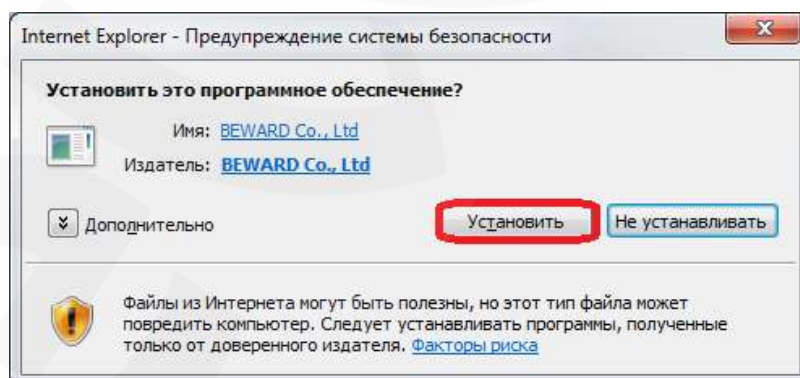 Internet Explorer - Предупреждение системы безопасности
Установить это программное обеспечение?
Имя: BEWARD Co., Ltd
Издатель: BEWARD Co., Ltd
Дополнительно
Установить
Не устанавливать
Файлы из Интернета могут быть полезны, но этот тип файла может
повредить компьютер. Следует устанавливать программы, полученные
только от доверенного издателя. Факторы риска